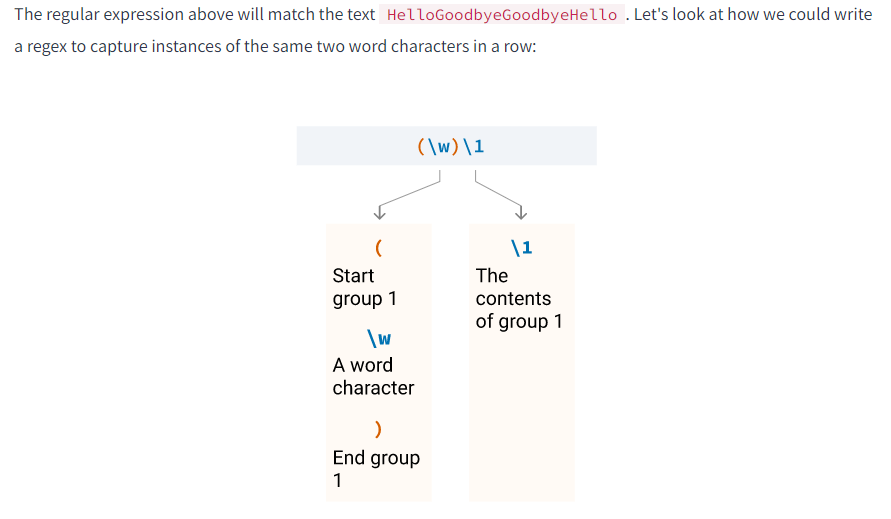 The regular expression above will match the text HelloGoodbyeGoodbyeHello . Let's look at how we could write
a regex to capture instances of the same two word characters in a row:
(\w)\1
(
Start
group 1
\w
A word
character
)
End group
1
\1
The
contents
of group 1